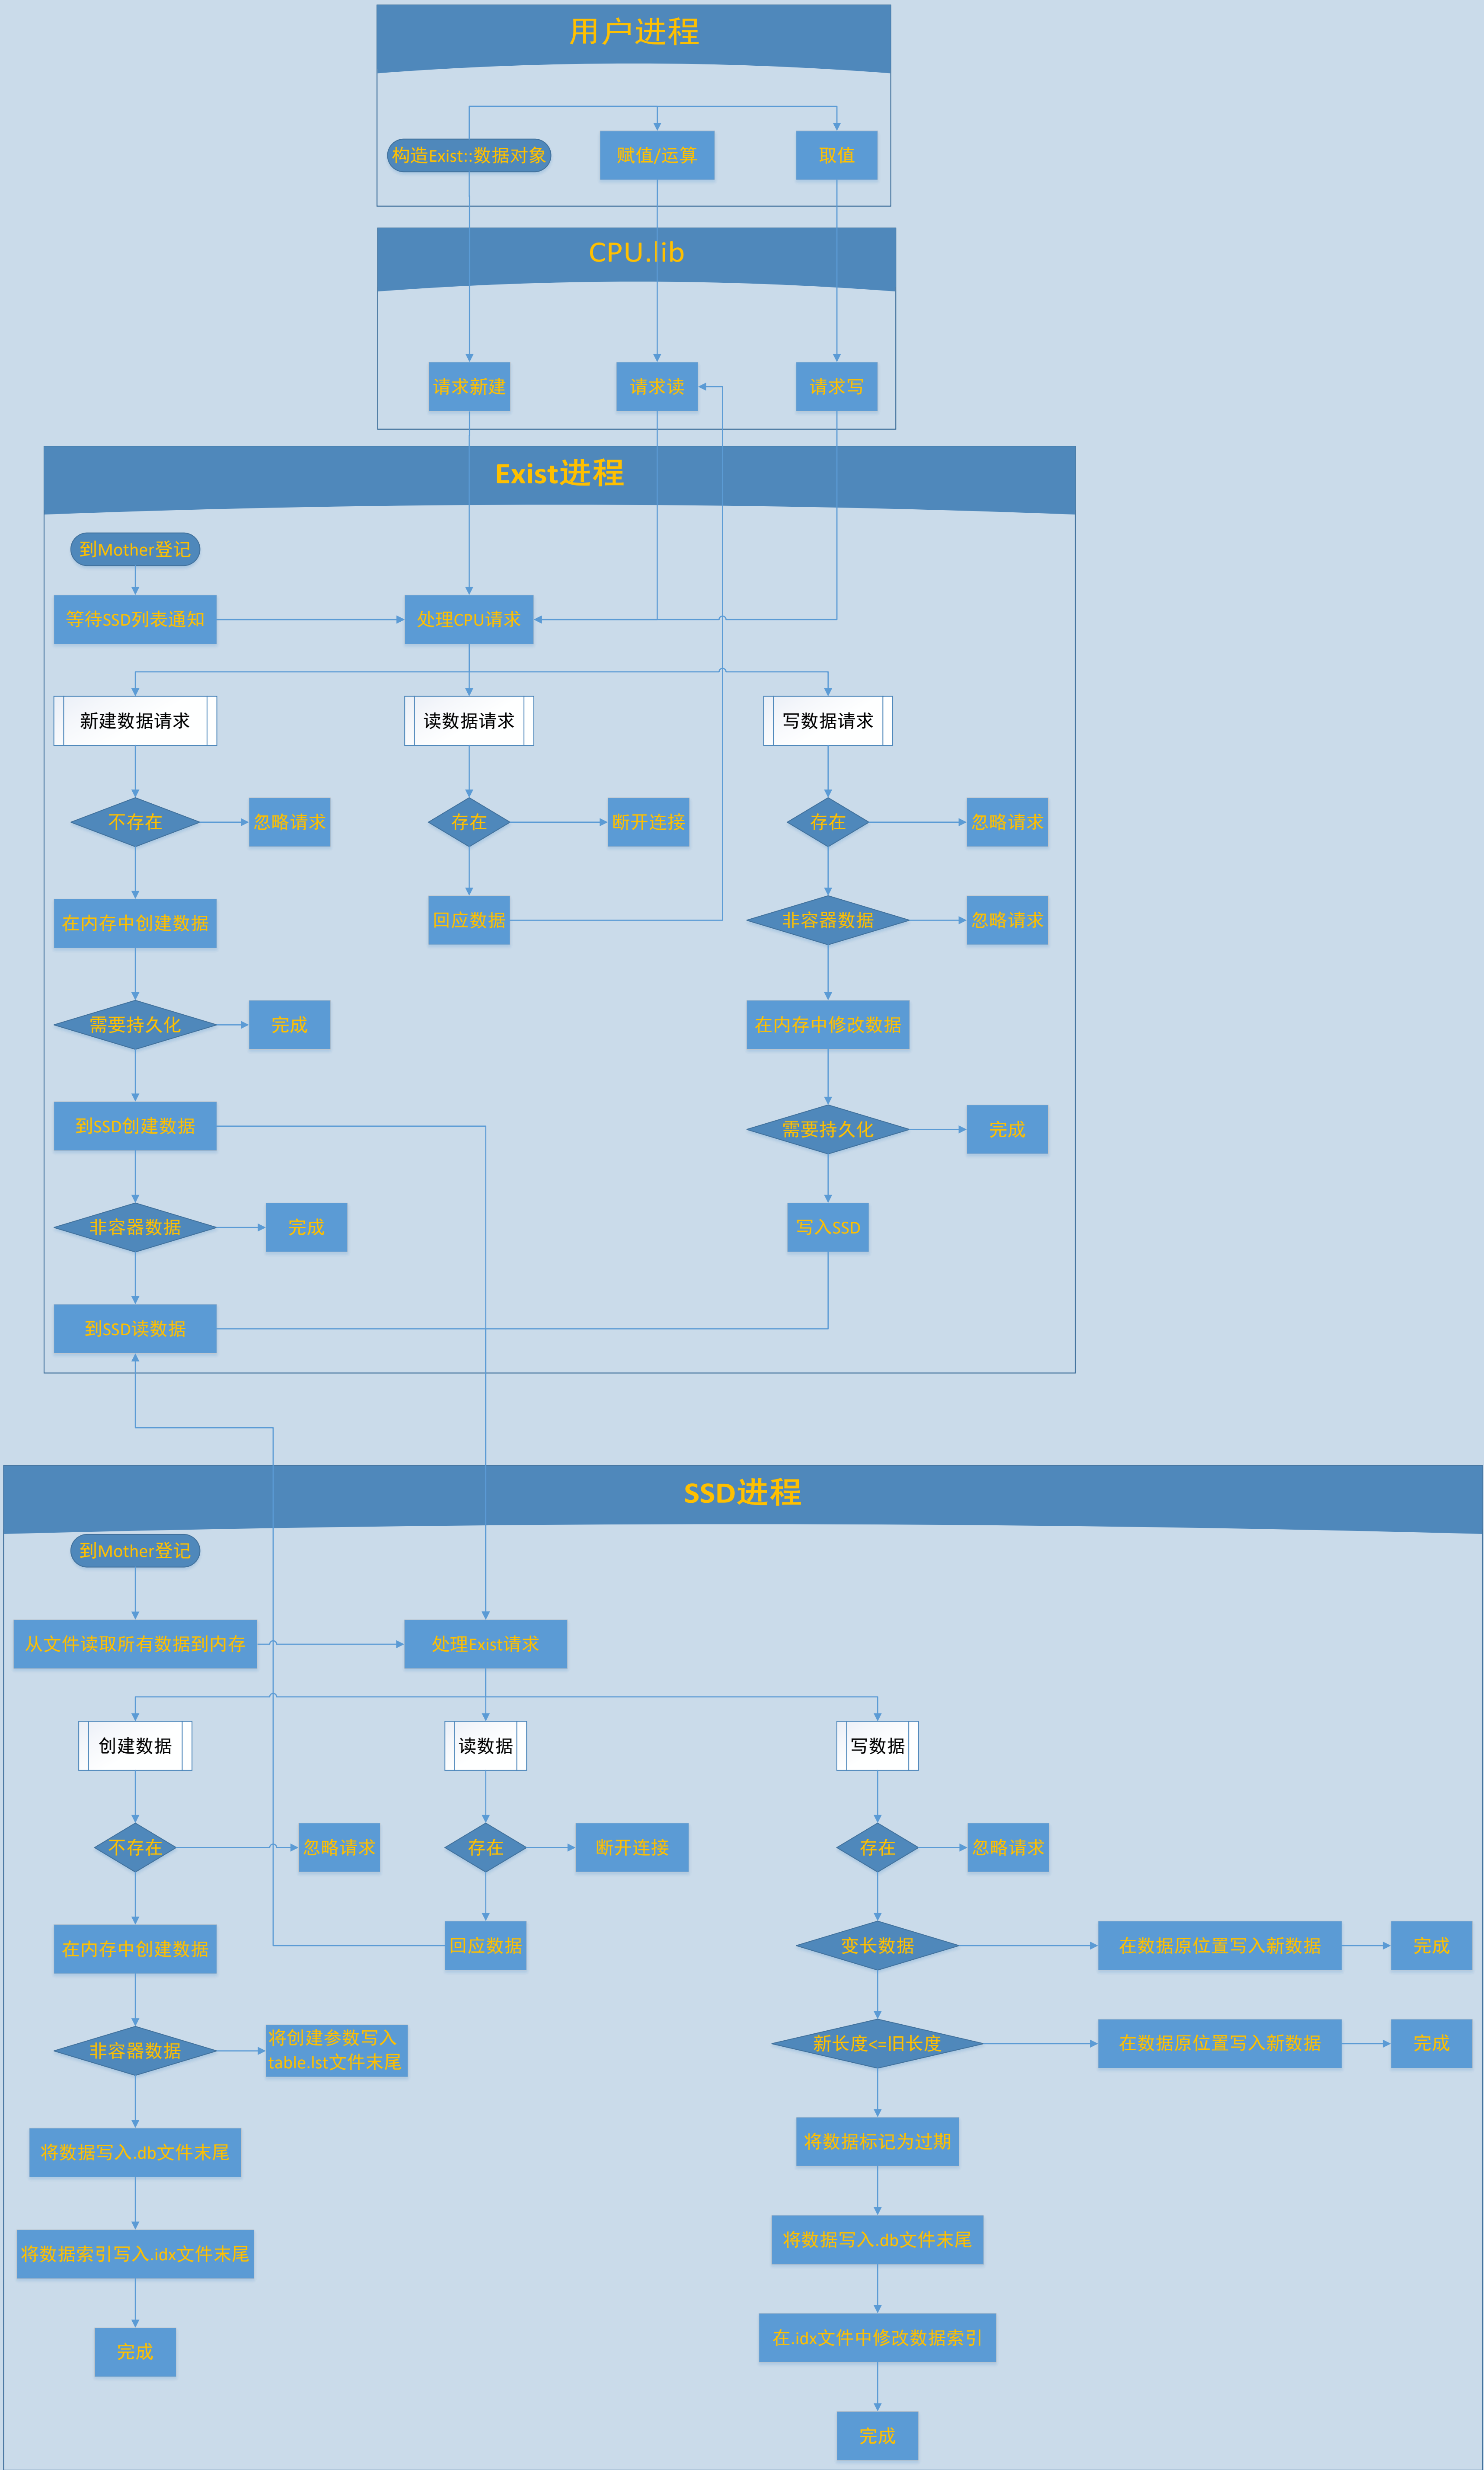 用户进程
构造Exist::数据对象
赋值/运算
取值
CPU.lib
请求新建
请求读
请求写
Exist进程
到Mother登记
等待SSD列表通知
处理CPU请求
新建数据请求
读数据请求
写数据请求
不存在
忽略请求
存在
断开连接
存在
忽略请求
在内存中创建数据
回应数据
非容器数据
忽略请求
需要持久化
完成
在内存中修改数据
到SSD创建数据
需要持久化
完成
非容器数据
完成
写入SSD
到SSD读数据
SSD进程
到Mother登记
从文件读取所有数据到内存
处理Exist请求
创建数据
读数据
写数据
不存在
忽略请求
存在
断开连接
存在
忽略请求
在内存中创建数据
回应数据
变长数据
在数据原位置写入新数据
完成
非容器数据
将创建参数写入
table.lst文件末尾
新长度<=旧长度
在数据原位置写入新数据
完成
将数据写入.db文件末尾
将数据标记为过期
将数据索引写入.idx文件末尾
将数据写入.db文件末尾
完成
在.idx文件中修改数据索引
完成